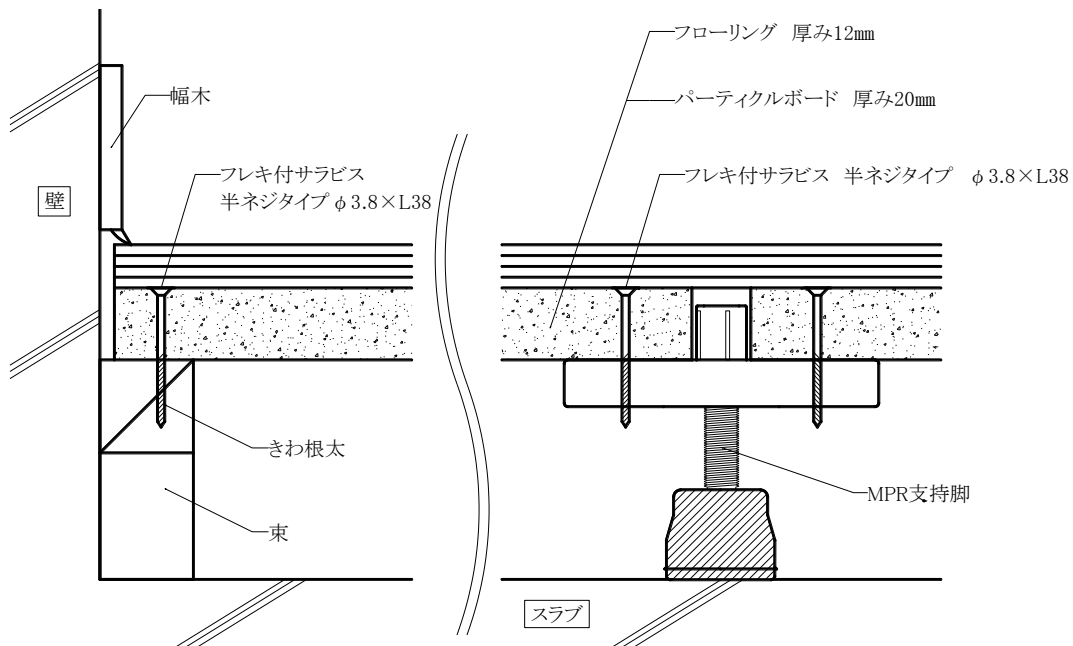 フローリング 厚み12mm
幅木
パーティクルボード 厚み20mm
フレキ付サラビス
半ネジタイプφ3.8×L38
フレキ付サラビス 半ネジタイプ φ3.8×L38
壁
きわ根太
MPR支持脚
束
スラブ